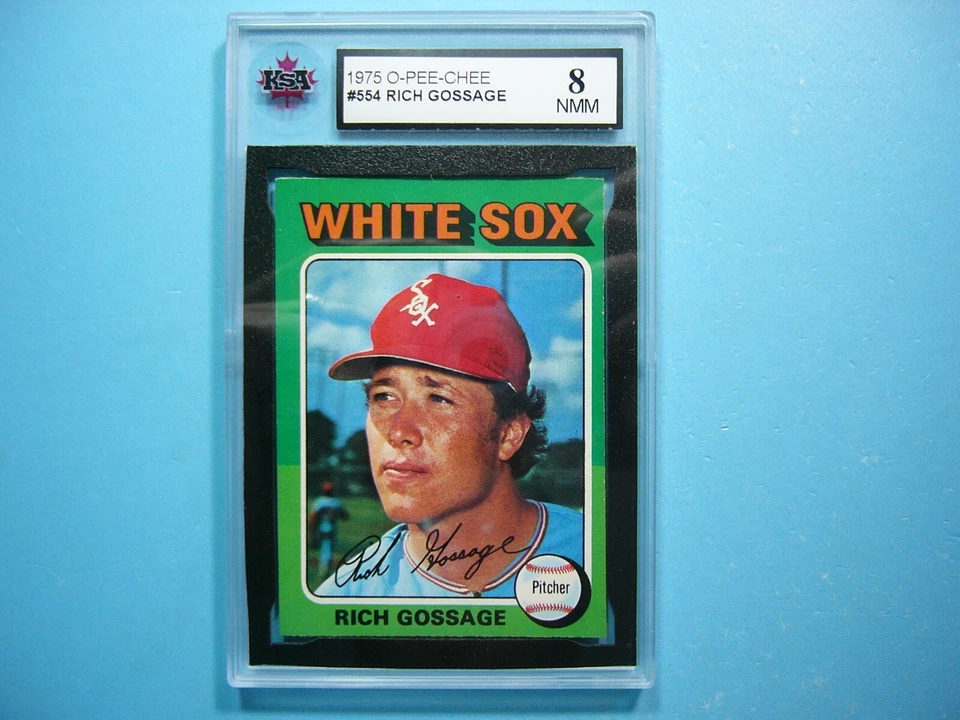 KSA
1975 O-PEE-CHEE
#554 RICH GOSSAGE
8
NMM
WHITE SOX
SOX
Rich Gossage
Pitcher
RICH GOSSAGE